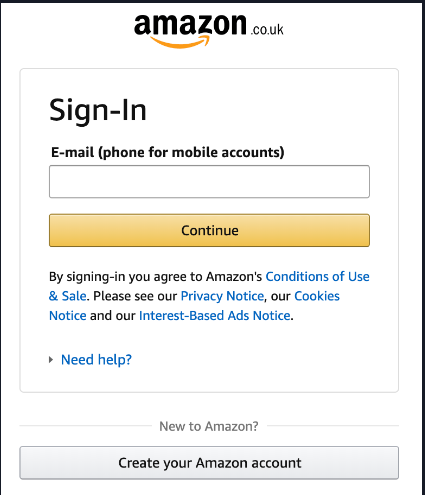 amazon.co.uk
Sign-In
E-mail (phone for mobile accounts)
Continue
By signing-in you agree to Amazon's Conditions of Use
& Sale. Please see our Privacy Notice, our Cookies
Notice and our Interest-Based Ads Notice.
Need help?
New to Amazon?
Create your Amazon account